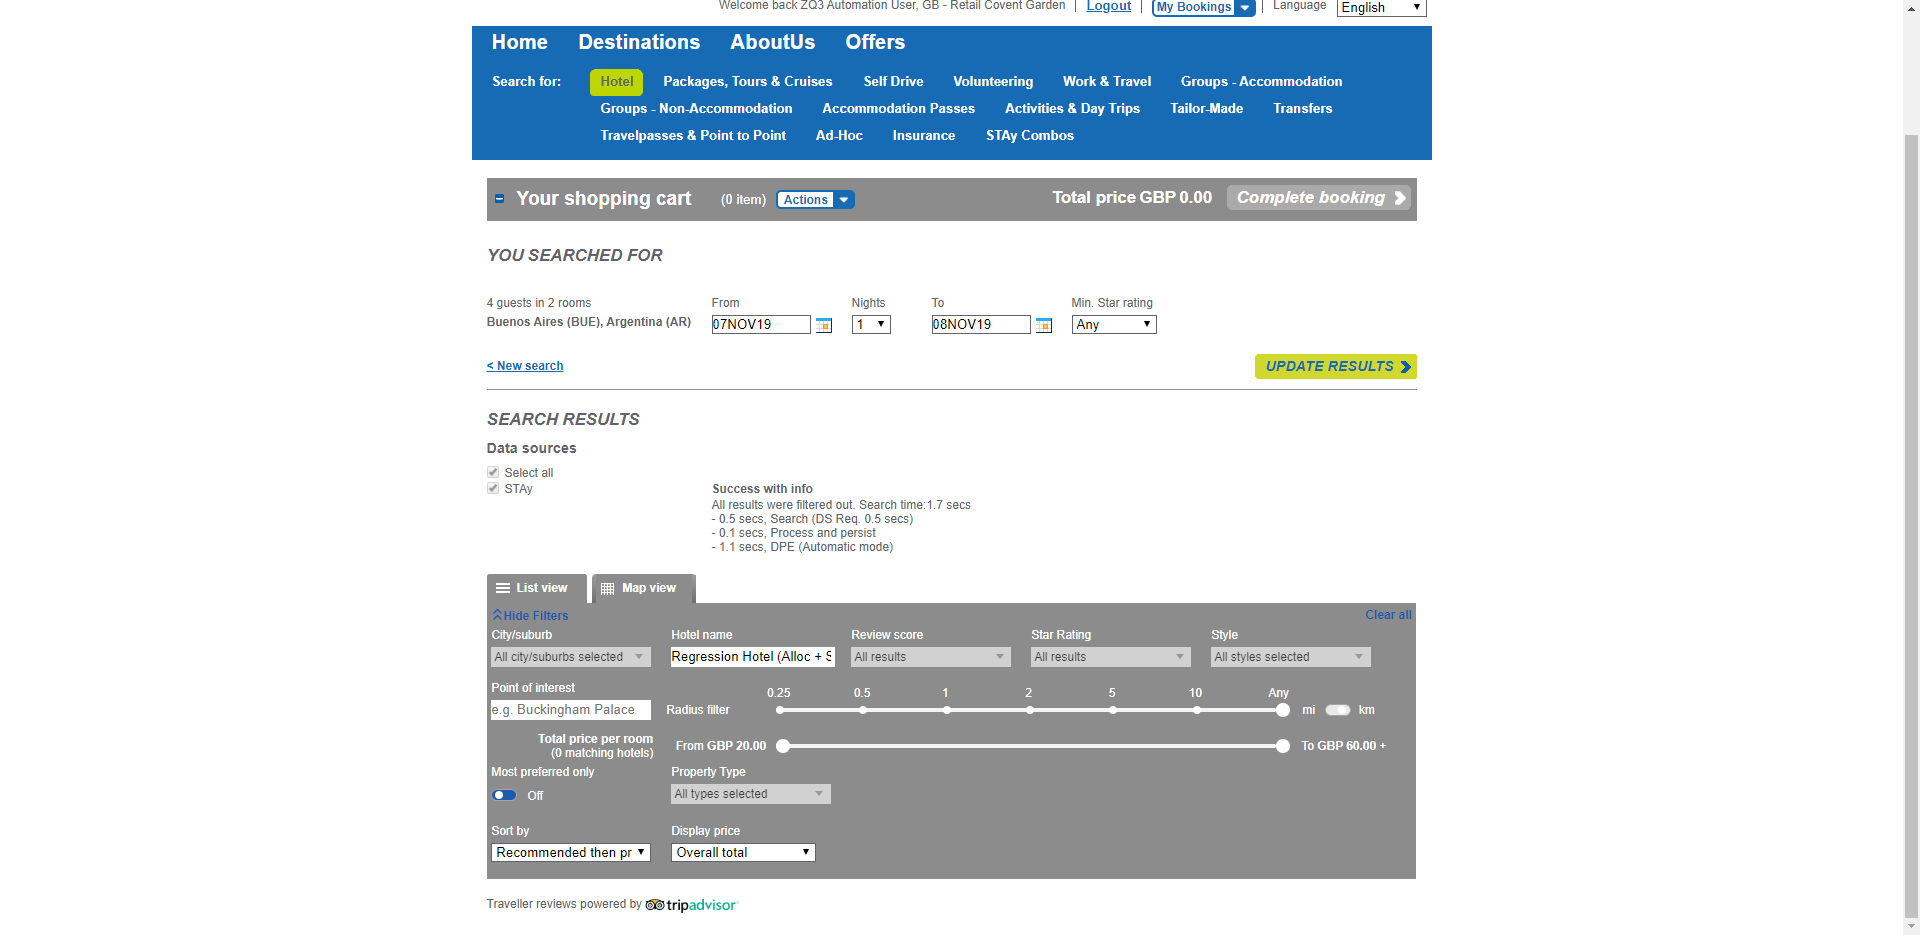 Welcome back ZQ3 Automation User, GB - Retail Covent Garden | Logout | My Bookings | Language English
Home Destinations AboutUs Offers
Search for: Hotel Packages, Tours & Cruises Self Drive Volunteering Work & Travel Groups - Accommodation
Groups - Non-Accommodation Accommodation Passes Activities & Day Trips Tailor-Made Transfers
Travelpasses & Point to Point Ad-Hoc Insurance STAy Combos
Your shopping cart (0 item) Actions Total price GBP 0.00 Complete booking
YOU SEARCHED FOR
4 guests in 2 rooms From Nights To Min. Star rating
Buenos Aires (BUE), Argentina (AR) 07NOV19 1 08NOV19 Any
< New search UPDATE RESULTS
SEARCH RESULTS
Data sources
Select all
STAy Success with info
All results were filtered out. Search time:1.7 secs
- 0.5 secs, Search (DS Req. 0.5 secs)
- 0.1 secs, Process and persist
- 1.1 secs, DPE (Automatic mode)
List view Map view
Hide Filters Clear all
City/suburb Hotel name Review score Star Rating Style
All city/suburbs selected Regression Hotel (Alloc + S All results All results All styles selected
Point of interest 0.25 0.5 1 2 5 10 Any
e.g. Buckingham Palace Radius filter mi km
Total price per room From GBP 20.00 To GBP 60.00 +
(0 matching hotels)
Most preferred only Property Type
Off All types selected
Sort by Display price
Recommended then pr Overall total
Traveller reviews powered by tripadvisor